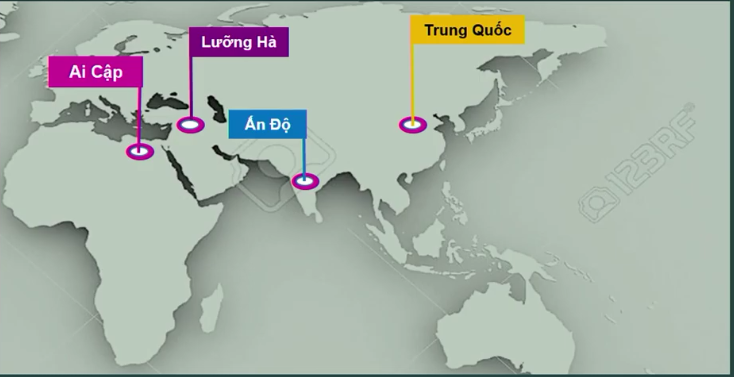 Trung Quốc
Lưỡng Hà
Ai Cập
Ấn Độ
123RF